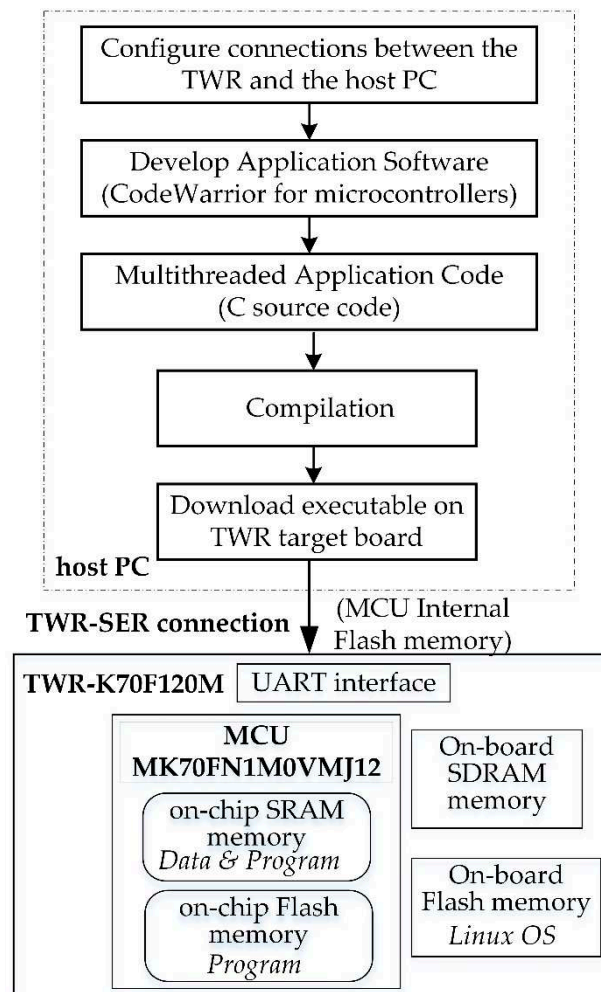 Configure connections between the
TWR and the host PC
Develop Application Software
(CodeWarrior for microcontrollers)
Multithreaded Application Code
(C source code)
Compilation
Download executable on
TWR target board
host PC
TWR-SER connection
(MCU Internal
Flash memory)
TWR-K70F120M
UART interface
MCU
MK70FN1M0VMJ12
on-chip SRAM
memory
Data & Program
on-chip Flash
memory
Program
On-board
SDRAM
memory
On-board
Flash memory
Linux OS